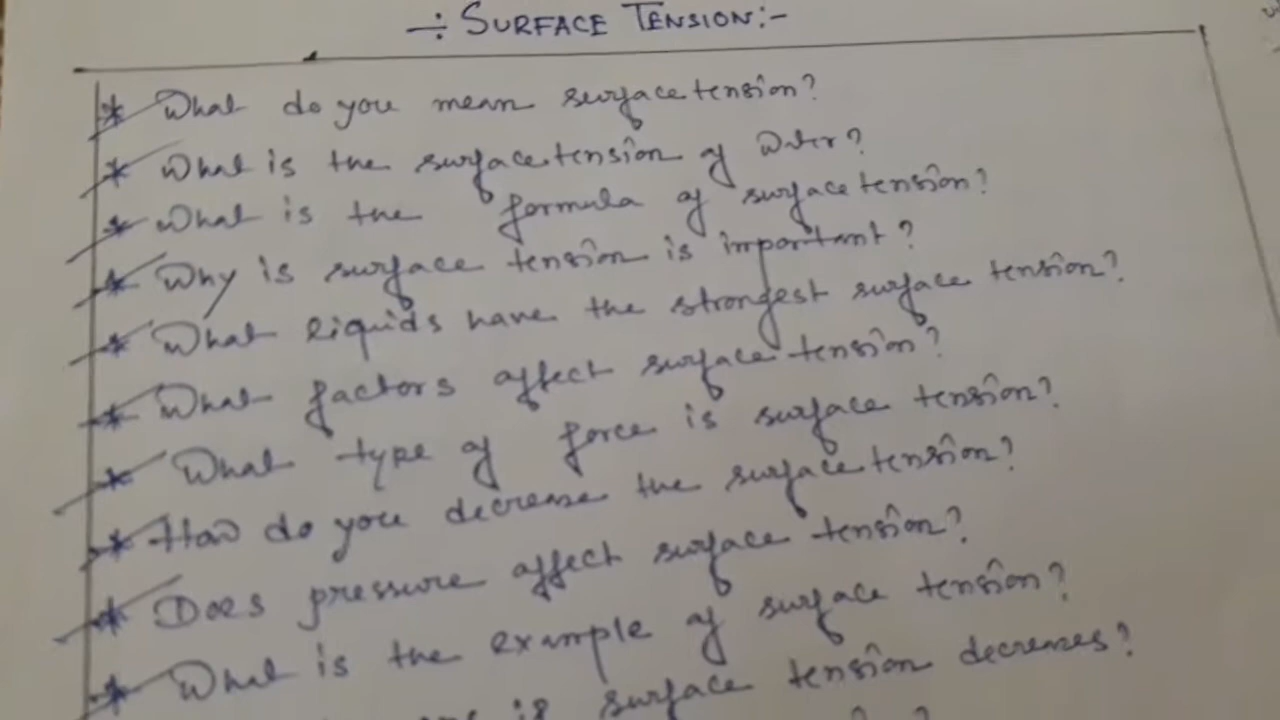 ÷ SURFACE TENSION:-
* What do you mean surface tension?
* What is the surface tension of Water?
* What is the formula of surface tension?
* Why is surface tension is important?
* What liquids have the strongest surface tension?
* What factors affect surface tension?
* What type of force is surface tension?
* How do you decrease the surface tension?
* Does pressure affect surface tension?
* What is the example of surface tension?
is surface tension decreases?